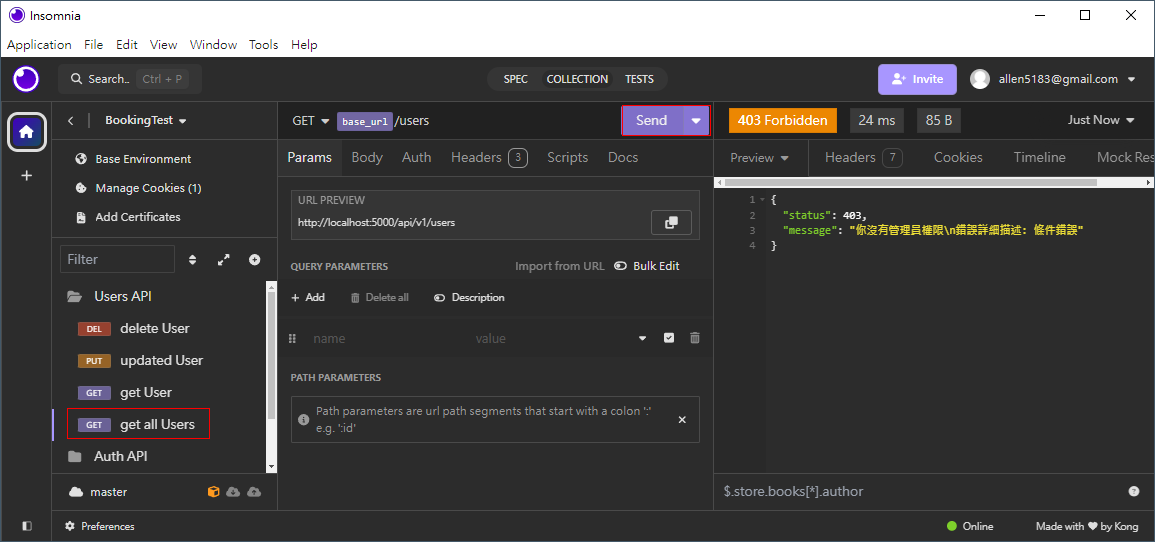 Insomnia
Application File Edit View Window Tools Help
Search.. Ctrl + P
SPEC COLLECTION TESTS
Invite
allen5183@gmail.com
BookingTest
Base Environment
Manage Cookies (1)
Add Certificates
Filter
Users API
DEL delete User
PUT updated User
GET get User
GET get all Users
Auth API
master
GET base_url /users
Send
Params Body Auth Headers 3 Scripts Docs
URL PREVIEW
http://localhost:5000/api/v1/users
QUERY PARAMETERS Import from URL Bulk Edit
+ Add Delete all Description
name value
PATH PARAMETERS
Path parameters are url path segments that start with a colon ':'
e.g. ':id'
403 Forbidden 24 ms 85 B Just Now
Preview Headers 7 Cookies Timeline Mock Res
1 {
2 "status": 403,
3 "message": "你沒有管理員權限\n錯誤詳細描述: 條件錯誤"
4 }
$.store.books[*].author
Preferences
Online Made with ♥ by Kong